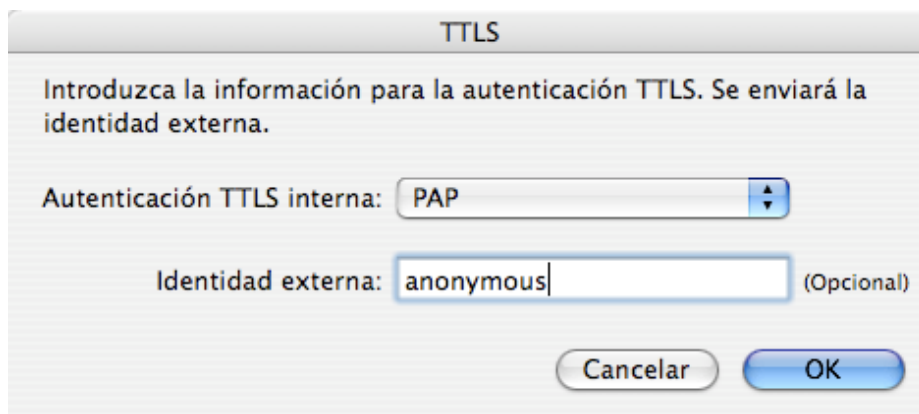 TTLS
Introduzca la información para la autenticación TTLS. Se enviará la
identidad externa.
Autenticación TTLS interna: PAP
Identidad externa: anonymous (Opcional)
Cancelar OK